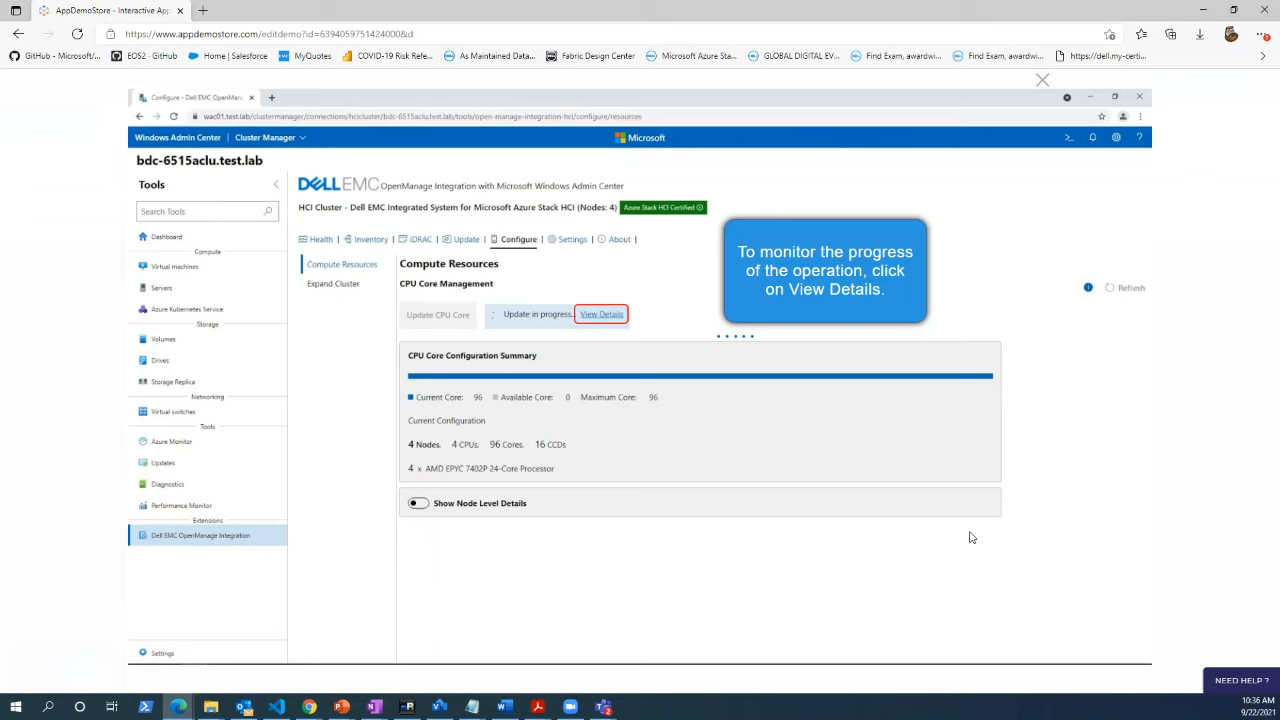 AppDemoStore - Interactive App
https://www.appdemostore.com/editdemo?id=6394059751424000&d
GitHub - Microsoft/...
EOS2 - GitHub
Home | Salesforce
MyQuotes
COVID-19 Risk Refe...
As Maintained Data...
Fabric Design Center
Microsoft Azure Sta...
GLOBAL DIGITAL EV...
Find Exam, Present...
Find Exam, Present...
https://dell.my...
Configure - Dell EMC OpenMana
wac01.test.lab/clustermanager/connections/hcicluster/bdc-6515aclu.test.lab/tools/open-manage-integration-hci/configure/resources
Windows Admin Center | Cluster Manager
Microsoft
bdc-6515aclu.test.lab
Tools
Search Tools
Dashboard
Compute
Virtual machines
Servers
Azure Kubernetes Service
Storage
Volumes
Drives
Storage Replica
Networking
Virtual switches
Tools
Azure Monitor
Updates
Diagnostics
Performance Monitor
Extensions
Dell EMC OpenManage Integration
Settings
DELL EMC OpenManage Integration with Microsoft Windows Admin Center
HCI Cluster - Dell EMC Integrated System for Microsoft Azure Stack HCI (Nodes: 4) Azure Stack HCI Certified
Health | Inventory | iDRAC | Update | Configure | Settings | About |
Compute Resources
Expand Cluster
Compute Resources
CPU Core Management
Refresh
Update CPU Core
Update in progress.. View Details
To monitor the progress
of the operation, click
on View Details.
CPU Core Configuration Summary
Current Core: 96 Available Core: 0 Maximum Core: 96
Current Configuration
4 Nodes. 4 CPUs. 96 Cores. 16 CCDs
4 x AMD EPYC 7402P 24-Core Processor
Show Node Level Details
NEED HELP ?
10:36 AM
9/22/2021